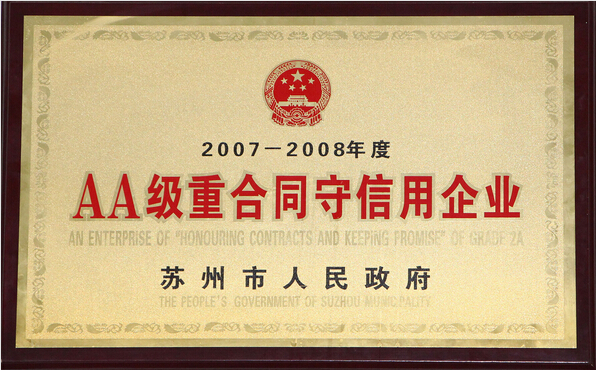 2007－2008年度
AA级重合同守信用企业
AN ENTERPRISE OF "HONOURING CONTRACTS AND KEEPING PROMISE" OF GRADE 2A
苏州市人民政府
THE PEOPLE'S GOVERNMENT OF SUZHOU MUNICIPALITY